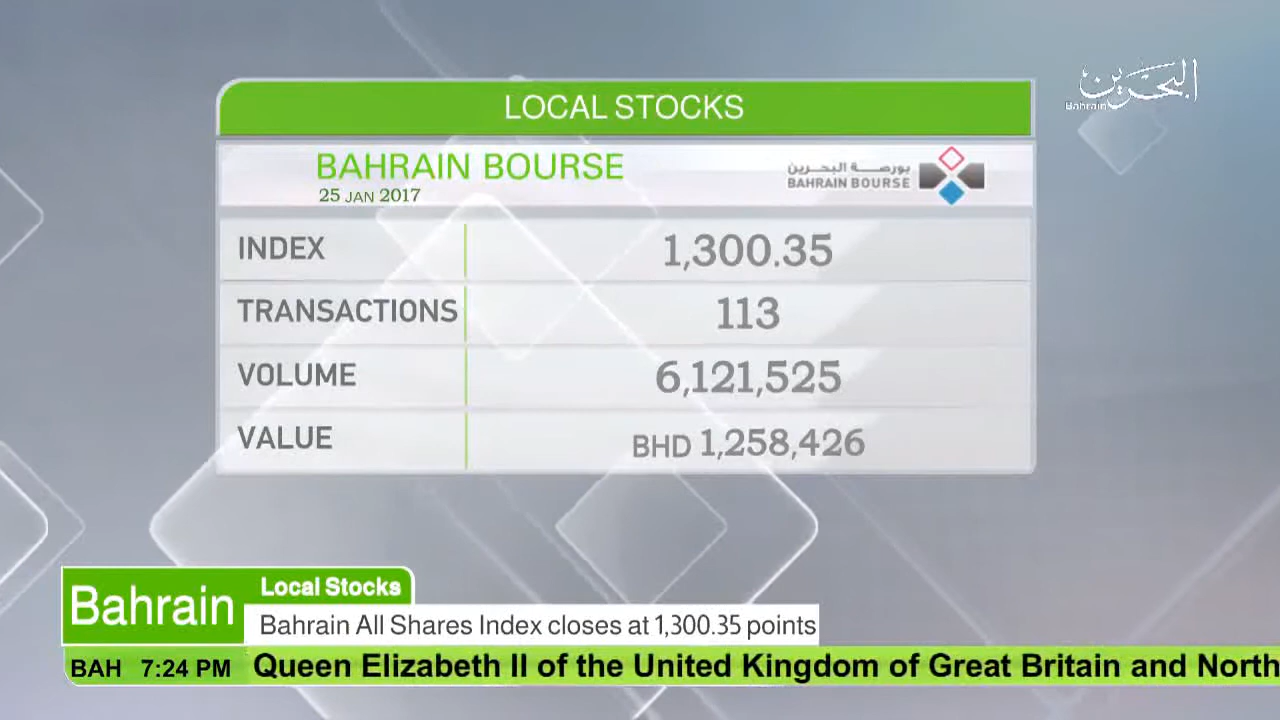 LOCAL STOCKS
البحرين
Bahrain
BAHRAIN BOURSE
25 JAN 2017
بورصة البحرين
BAHRAIN BOURSE
INDEX 1,300.35
TRANSACTIONS 113
VOLUME 6,121,525
VALUE BHD 1,258,426
Bahrain
Local Stocks
Bahrain All Shares Index closes at 1,300.35 points
BAH 7:24 PM Queen Elizabeth II of the United Kingdom of Great Britain and North